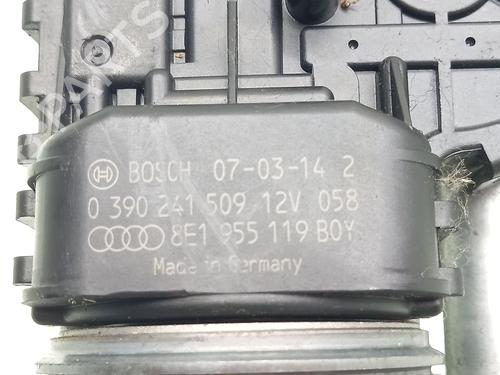 BOSCH 07-03-14 2
0 390 241 509 12V 058
8E1 955 119 BOY
Made in Germany